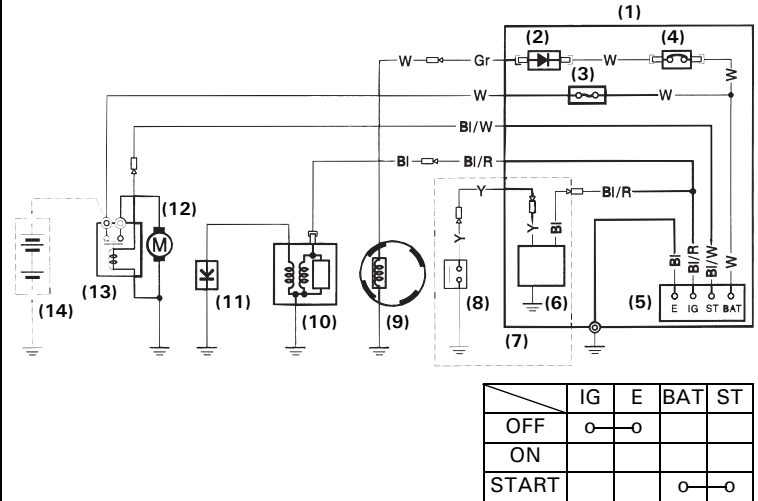 (1)
(2) (4)
W Gr W W
(3)
W W
Bl/W
Bl Bl/R
Y Bl/R
Y Y Bl
Bl Bl/R Bl/W W
(12)
M
(13)
(14)
(11)
(10)
(9)
(8)
(6)
(7)
(5)
E IG ST BAT
IG E BAT ST
OFF
ON
START